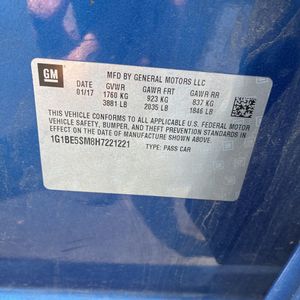 GM
MFD BY GENERAL MOTORS LLC
DATE GVWR GAWR FRT GAWR RR
01/17 1760 KG 923 KG 837 KG
3881 LB 2035 LB 1846 LB
THIS VEHICLE CONFORMS TO ALL APPLICABLE U.S. FEDERAL MOTOR
VEHICLE SAFETY, BUMPER, AND THEFT PREVENTION STANDARDS
IN EFFECT ON THE DATE OF MANUFACTURE SHOWN ABOVE.
1G1BE5SM8H7221221
TYPE: PASS CAR